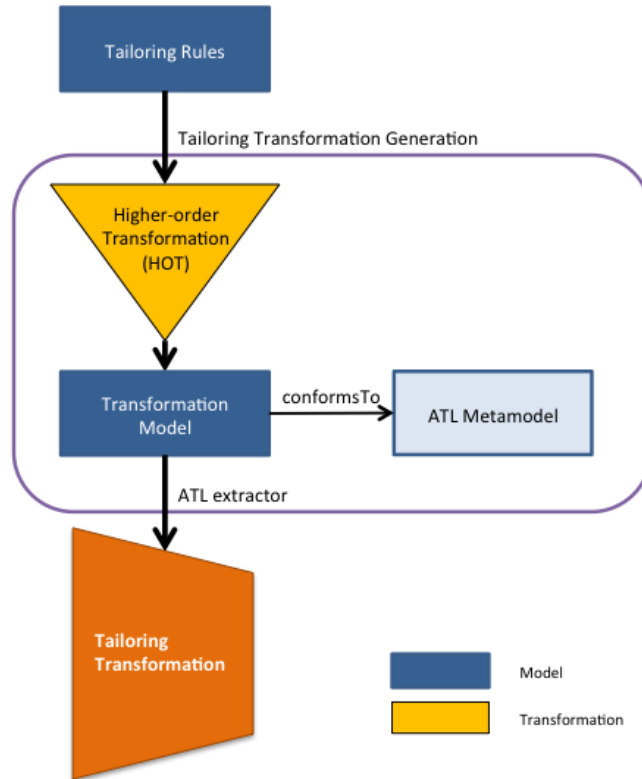 Tailoring Rules
Tailoring Transformation Generation
Higher-order
Transformation
(HOT)
Transformation
Model
conformsTo
ATL Metamodel
ATL extractor
Tailoring
Transformation
Model
Transformation